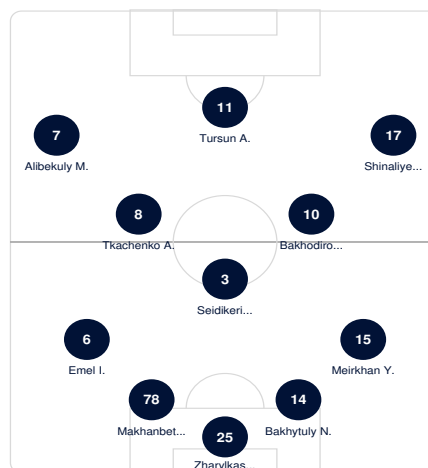 11
Tursun A.
7
Alibekuly M.
17
Shinaliye...
8
Tkachenko A.
10
Bakhodiro...
3
Seidikeri...
6
Emel I.
15
Meirkhan Y.
78
Makhanbet...
14
Bakhytuly N.
25
Zharylkas...